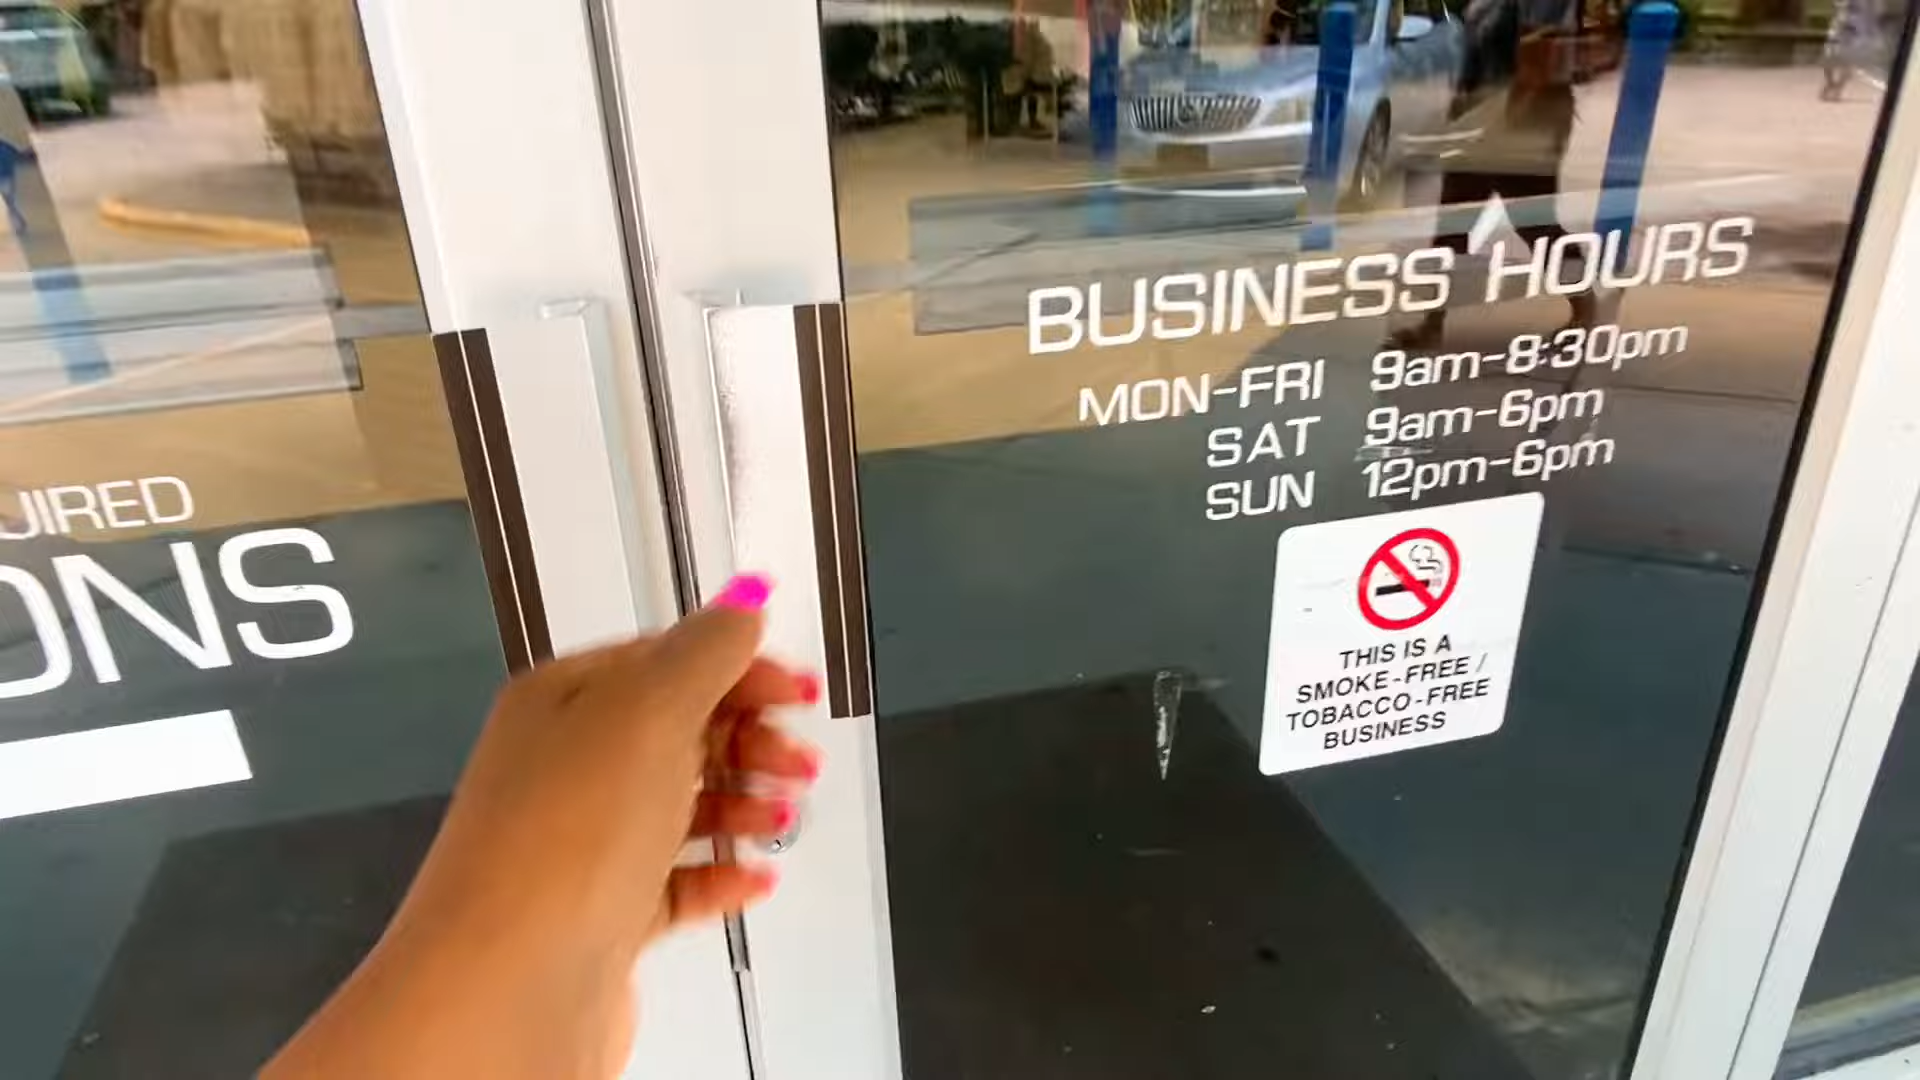 UIRED
ONS
BUSINESS HOURS
MON-FRI 9am-8:30pm
SAT 9am-6pm
SUN 12pm-6pm
THIS IS A
SMOKE-FREE /
TOBACCO-FREE
BUSINESS